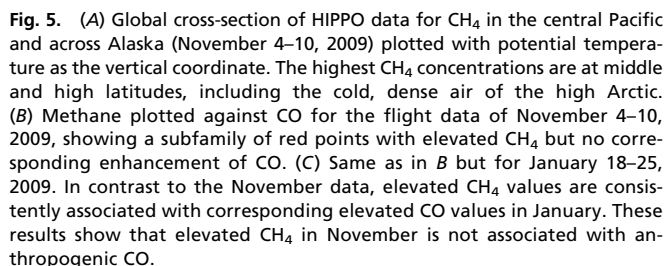 Fig. 5. (A) Global cross-section of HIPPO data for CH₄ in the central Pacific
and across Alaska (November 4–10, 2009) plotted with potential tempera-
ture as the vertical coordinate. The highest CH₄ concentrations are at middle
and high latitudes, including the cold, dense air of the high Arctic.
(B) Methane plotted against CO for the flight data of November 4–10,
2009, showing a subfamily of red points with elevated CH₄ but no corre-
sponding enhancement of CO. (C) Same as in B but for January 18–25,
2009. In contrast to the November data, elevated CH₄ values are consis-
tently associated with corresponding elevated CO values in January. These
results show that elevated CH₄ in November is not associated with an-
thropogenic CO.